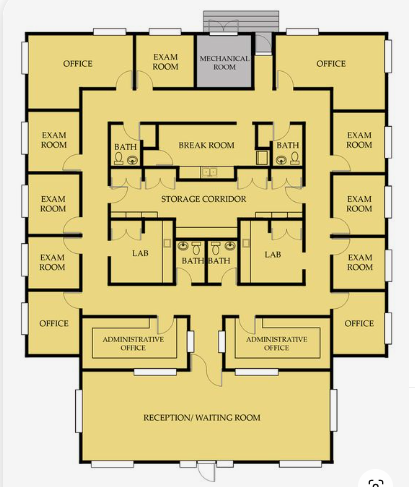 OFFICE
EXAM
ROOM
MECHANICAL
ROOM
OFFICE
EXAM
ROOM
BATH
BREAK ROOM
BATH
EXAM
ROOM
EXAM
ROOM
STORAGE CORRIDOR
EXAM
ROOM
EXAM
ROOM
LAB
BATH
BATH
LAB
EXAM
ROOM
OFFICE
ADMINISTRATIVE
OFFICE
ADMINISTRATIVE
OFFICE
OFFICE
RECEPTION/ WAITING ROOM